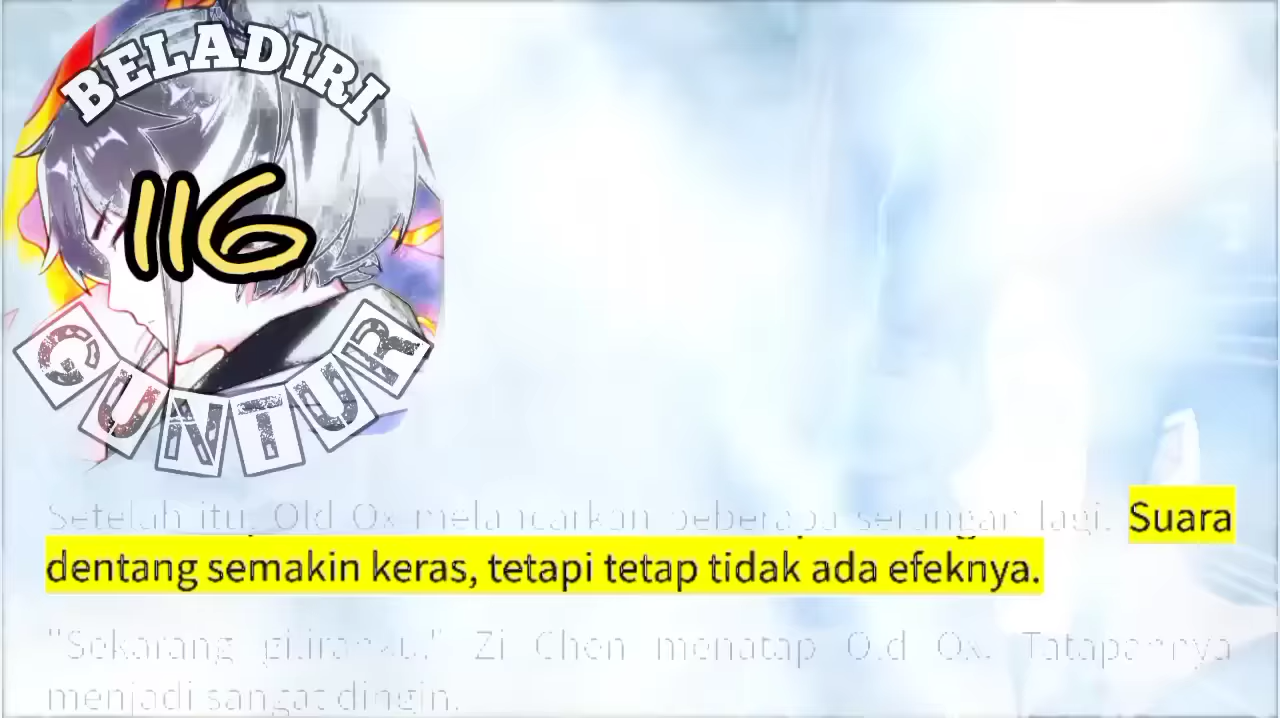 BELADIRI
116
GUNTUR
Setelah itu, Old Ox melancarkan beberapa serangan lagi. Suara
dentang semakin keras, tetapi tetap tidak ada efeknya.
"Sekarang giliranku!" Zi Chen menatap Old Ox. Tatapannya
menjadi sangat dingin.